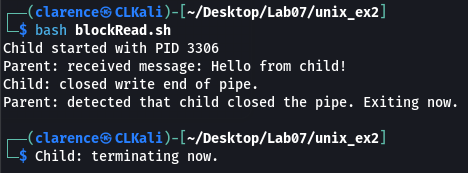 ┌──(clarence㉿CLKali)-[~/Desktop/Lab07/unix_ex2]
└─$ bash blockRead.sh
Child started with PID 3306
Parent: received message: Hello from child!
Child: closed write end of pipe.
Parent: detected that child closed the pipe. Exiting now.
┌──(clarence㉿CLKali)-[~/Desktop/Lab07/unix_ex2]
└─$ Child: terminating now.